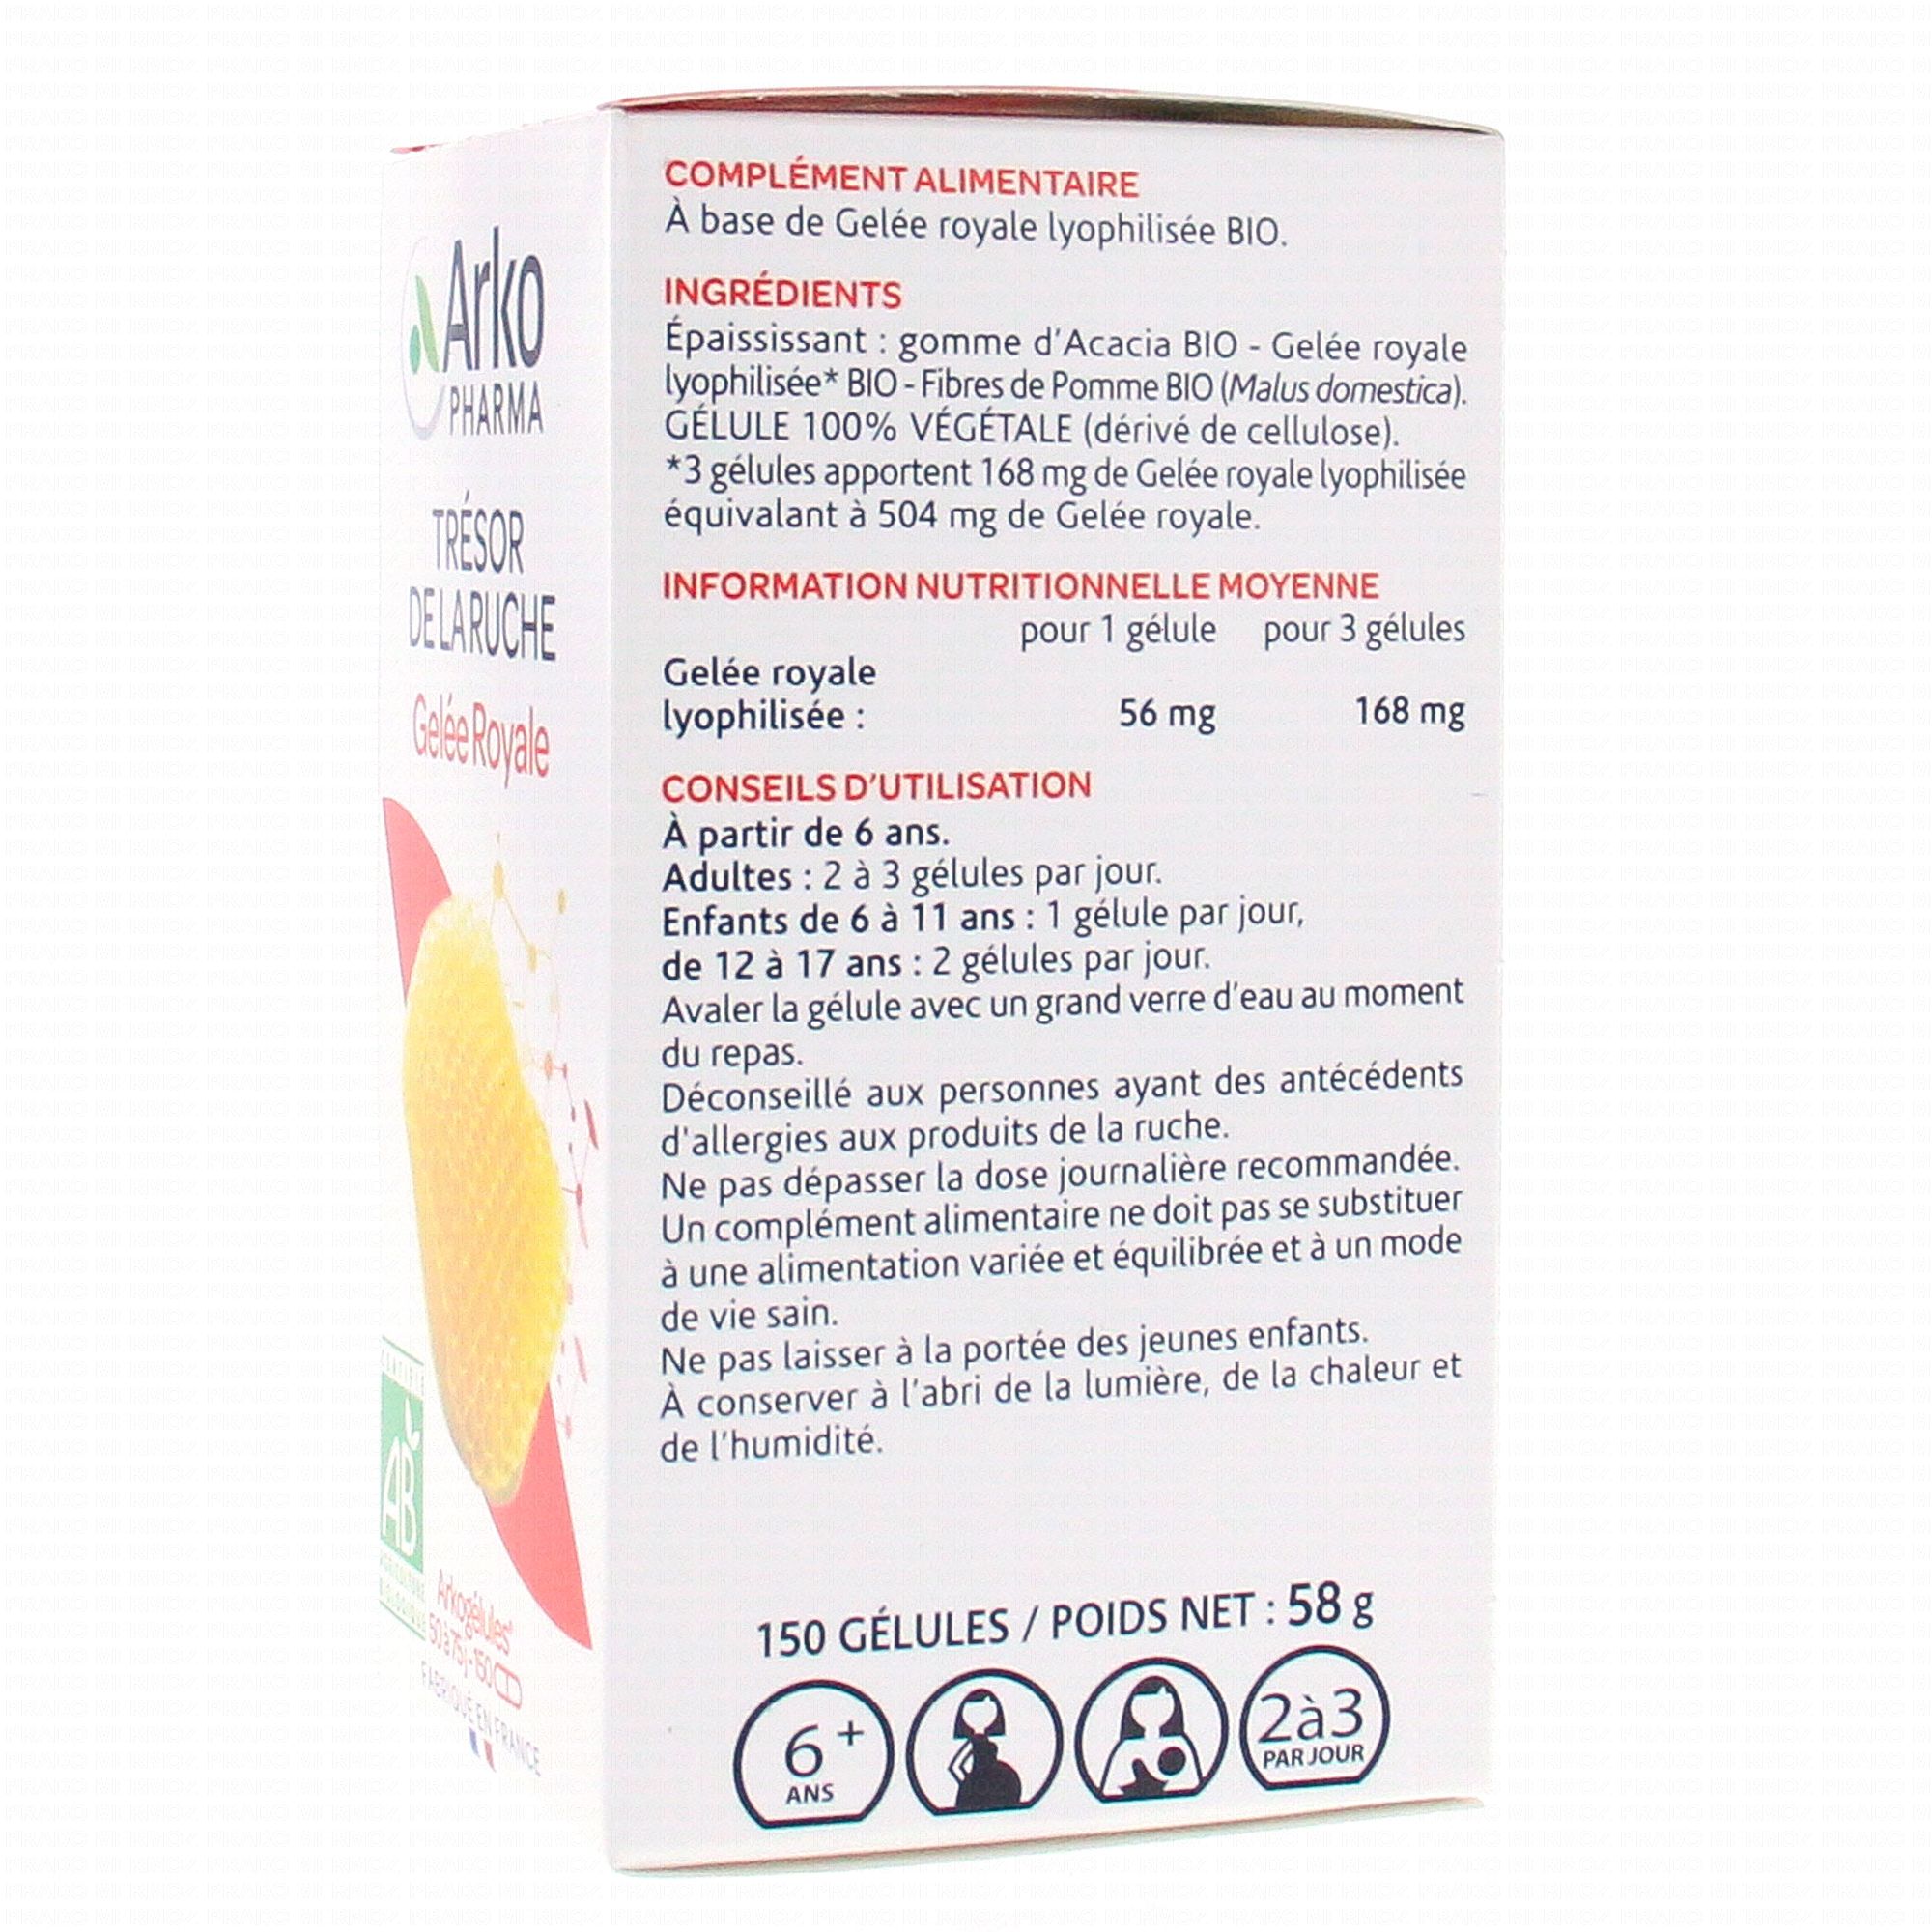 Arko
PHARMA
TRÉSOR
DE LA RUCHE
Gelée Royale
CERTIFIÉ
AB
AGRICULTURE
BIOLOGIQUE
Arkogélules®
50 à 75j - 150
FABRIQUÉ EN FRANCE
COMPLÉMENT ALIMENTAIRE
À base de Gelée royale lyophilisée BIO.
INGRÉDIENTS
Épaississant : gomme d'Acacia BIO - Gelée royale
lyophilisée* BIO - Fibres de Pomme BIO (Malus domestica).
GÉLULE 100% VÉGÉTALE (dérivé de cellulose).
*3 gélules apportent 168 mg de Gelée royale lyophilisée
équivalant à 504 mg de Gelée royale.
INFORMATION NUTRITIONNELLE MOYENNE
pour 1 gélule pour 3 gélules
Gelée royale
lyophilisée : 56 mg 168 mg
CONSEILS D'UTILISATION
À partir de 6 ans.
Adultes : 2 à 3 gélules par jour.
Enfants de 6 à 11 ans : 1 gélule par jour,
de 12 à 17 ans : 2 gélules par jour.
Avaler la gélule avec un grand verre d'eau au moment
du repas.
Déconseillé aux personnes ayant des antécédents
d'allergies aux produits de la ruche.
Ne pas dépasser la dose journalière recommandée.
Un complément alimentaire ne doit pas se substituer
à une alimentation variée et équilibrée et à un mode
de vie sain.
Ne pas laisser à la portée des jeunes enfants.
À conserver à l'abri de la lumière, de la chaleur et
de l'humidité.
150 GÉLULES / POIDS NET : 58 g
6+
ANS
2à3
PAR JOUR